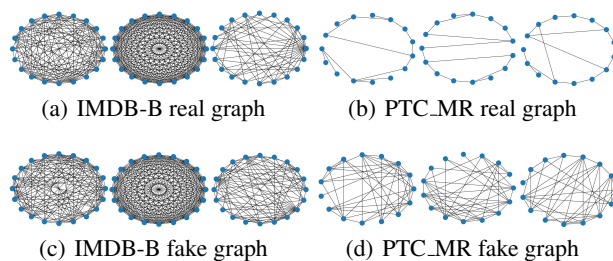 (a) IMDB-B real graph
(b) PTC_MR real graph
(c) IMDB-B fake graph
(d) PTC_MR fake graph